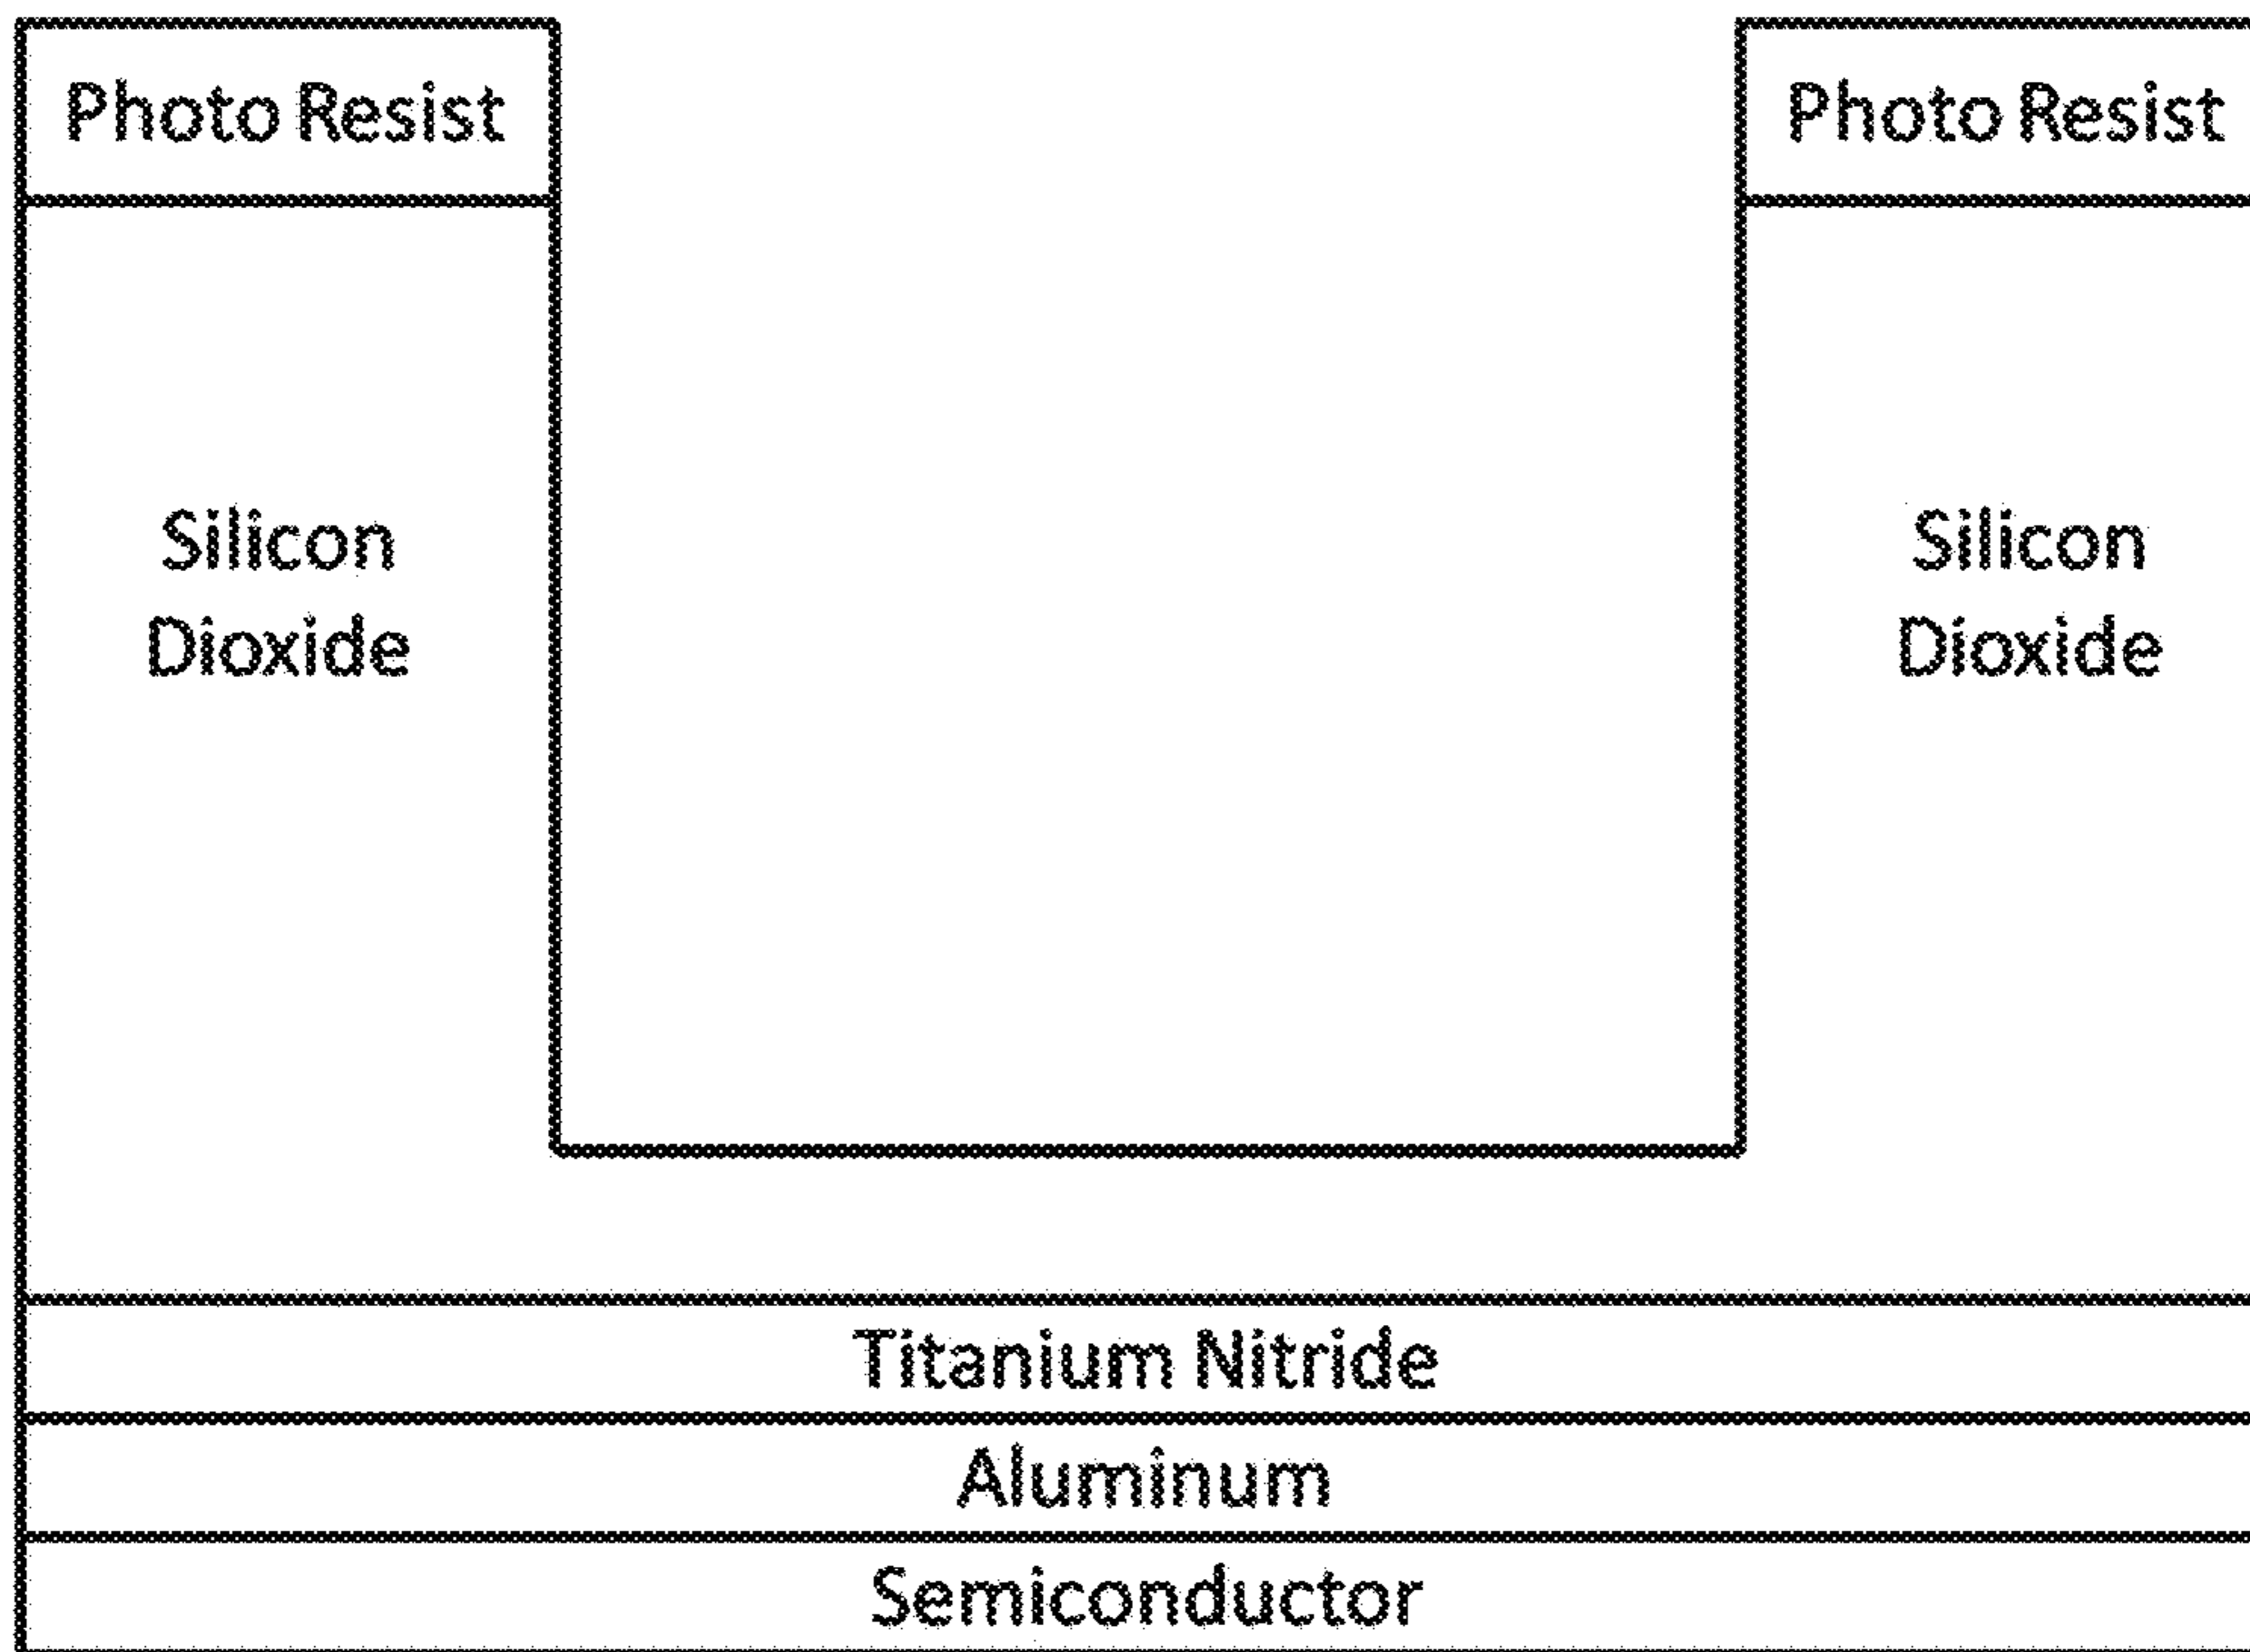 Photo Resist
Photo Resist
Silicon
Dioxide
Silicon
Dioxide
Titanium Nitride
Aluminum
Semiconductor